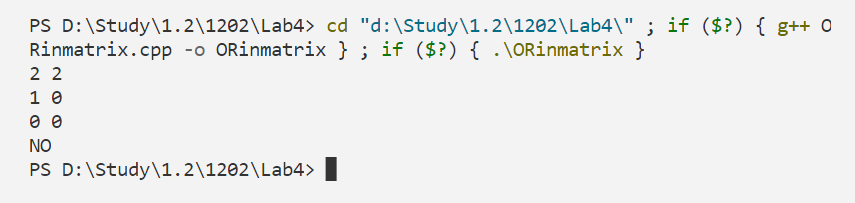 PS D:\Study\1.2\1202\Lab4> cd "d:\Study\1.2\1202\Lab4\" ; if ($?) { g++ O
Rinmatrix.cpp -o ORinmatrix } ; if ($?) { .\ORinmatrix }
2 2
1 0
0 0
NO
PS D:\Study\1.2\1202\Lab4>